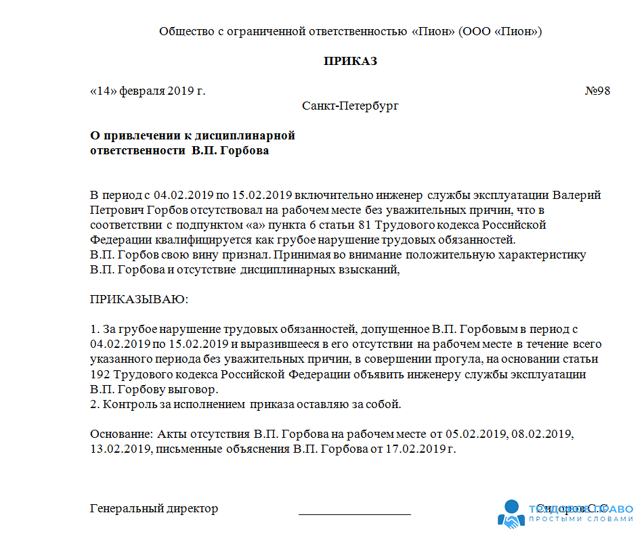 Общество с ограниченной ответственностью «Пион» (ООО «Пион»)
ПРИКАЗ
«14» февраля 2019 г. №98
Санкт-Петербург
О привлечении к дисциплинарной
ответственности В.П. Горбова
В период с 04.02.2019 по 15.02.2019 включительно инженер службы эксплуатации Валерий
Петрович Горбов отсутствовал на рабочем месте без уважительных причин, что в
соответствии с подпунктом «а» пункта 6 статьи 81 Трудового кодекса Российской
Федерации квалифицируется как грубое нарушение трудовых обязанностей.
В.П. Горбов свою вину признал. Принимая во внимание положительную характеристику
В.П. Горбова и отсутствие дисциплинарных взысканий,
ПРИКАЗЫВАЮ:
1. За грубое нарушение трудовых обязанностей, допущенное В.П. Горбовым в период с
04.02.2019 по 15.02.2019 и выразившееся в его отсутствии на рабочем месте в течение всего
указанного периода без уважительных причин, в совершении прогула, на основании статьи
192 Трудового кодекса Российской Федерации объявить инженеру службы эксплуатации
В.П. Горбову выговор.
2. Контроль за исполнением приказа оставляю за собой.
Основание: Акты отсутствия В.П. Горбова на рабочем месте от 05.02.2019, 08.02.2019,
13.02.2019, письменные объяснения В.П. Горбова от 17.02.2019 г.
Генеральный директор
ТРУДОВОЕ ПРАВО
ПРОСТЫМИ СЛОВАМИ